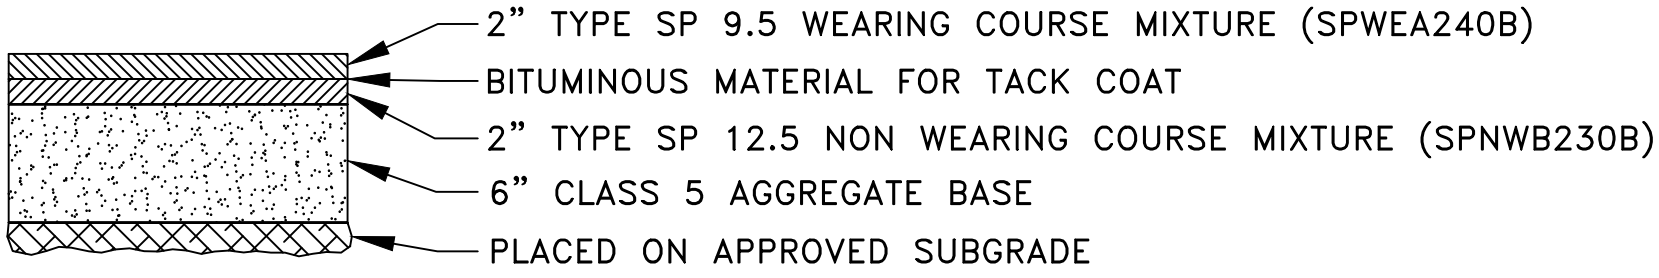 2” TYPE SP 9.5 WEARING COURSE MIXTURE (SPWEA240B)
BITUMINOUS MATERIAL FOR TACK COAT
2” TYPE SP 12.5 NON WEARING COURSE MIXTURE (SPNWB230B)
6” CLASS 5 AGGREGATE BASE
PLACED ON APPROVED SUBGRADE